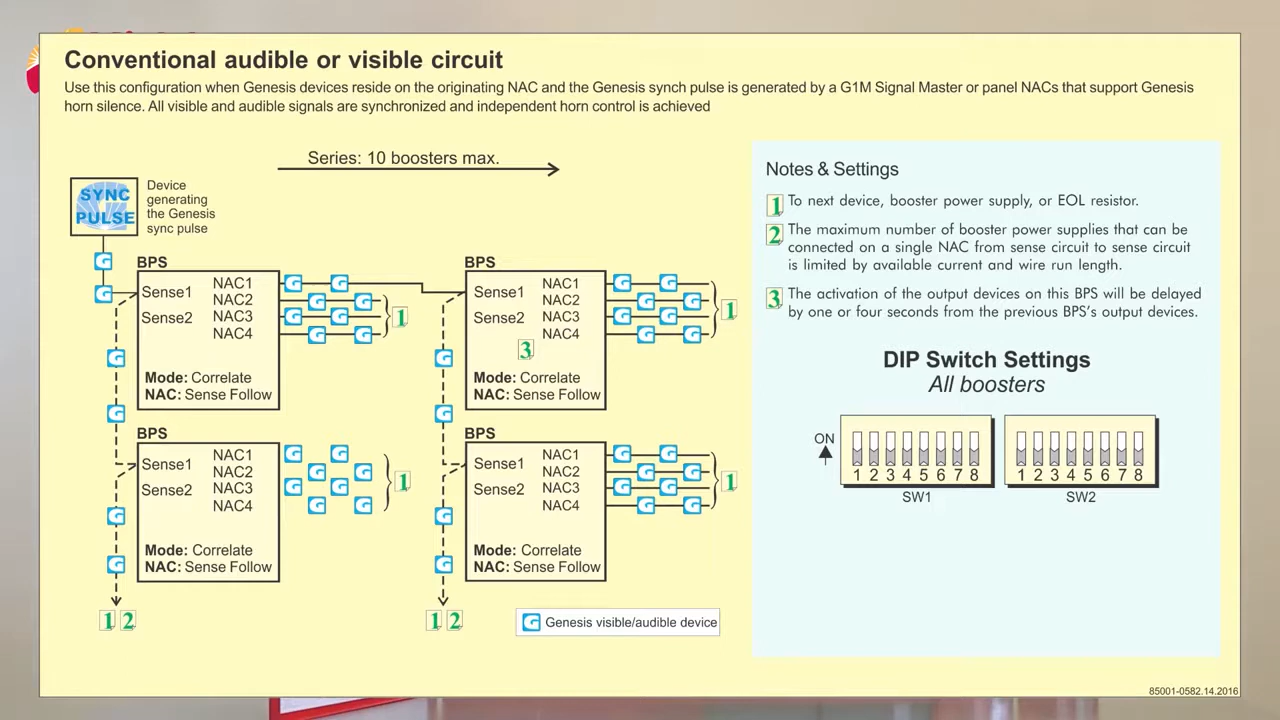 Conventional audible or visible circuit
Use this configuration when Genesis devices reside on the originating NAC and the Genesis synch pulse is generated by a G1M Signal Master or panel NACs that support Genesis
horn silence. All visible and audible signals are synchronized and independent horn control is achieved
Series: 10 boosters max.
SYNC
PULSE
Device
generating
the Genesis
sync pulse
BPS
Sense1
Sense2
NAC1
NAC2
NAC3
NAC4
1
Mode: Correlate
NAC: Sense Follow
BPS
Sense1
Sense2
NAC1
NAC2
NAC3
NAC4
1
3
Mode: Correlate
NAC: Sense Follow
BPS
Sense1
Sense2
NAC1
NAC2
NAC3
NAC4
1
Mode: Correlate
NAC: Sense Follow
1 2
BPS
Sense1
Sense2
NAC1
NAC2
NAC3
NAC4
1
Mode: Correlate
NAC: Sense Follow
1 2
G Genesis visible/audible device
Notes & Settings
1 To next device, booster power supply, or EOL resistor.
2 The maximum number of booster power supplies that can be
connected on a single NAC from sense circuit to sense circuit
is limited by available current and wire run length.
3 The activation of the output devices on this BPS will be delayed
by one or four seconds from the previous BPS's output devices.
DIP Switch Settings
All boosters
ON
1 2 3 4 5 6 7 8
SW1
1 2 3 4 5 6 7 8
SW2
85001-0582.14.2016